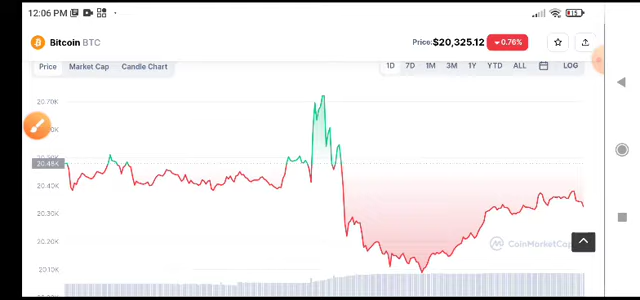 12:06 PM
Bitcoin BTC
Price: $20,325.12 0.76%
Price Market Cap Candle Chart
1D 7D 1M 3M 1Y YTD ALL LOG
20.70K
20.48K
20.40K
20.30K
20.20K
20.10K
CoinMarketCap